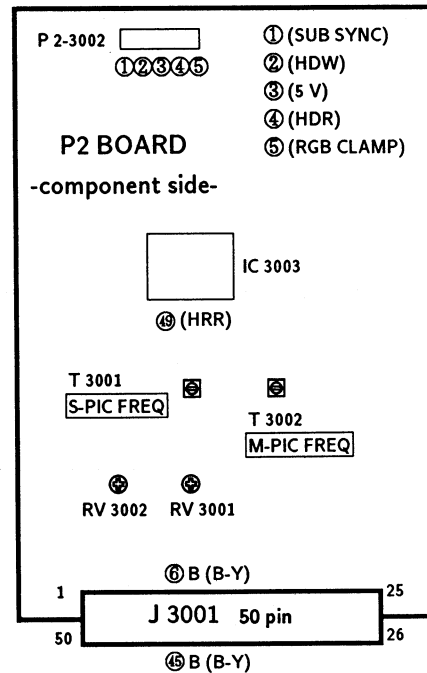 P 2-3002
① (SUB SYNC)
①②③④⑤
② (HDW)
③ (5 V)
④ (HDR)
⑤ (RGB CLAMP)
P2 BOARD
-component side-
IC 3003
㊾ (HRR)
T 3001
S-PIC FREQ
T 3002
M-PIC FREQ
RV 3002
RV 3001
⑥ B (B-Y)
1
25
J 3001 50 pin
50
26
㊺ B (B-Y)